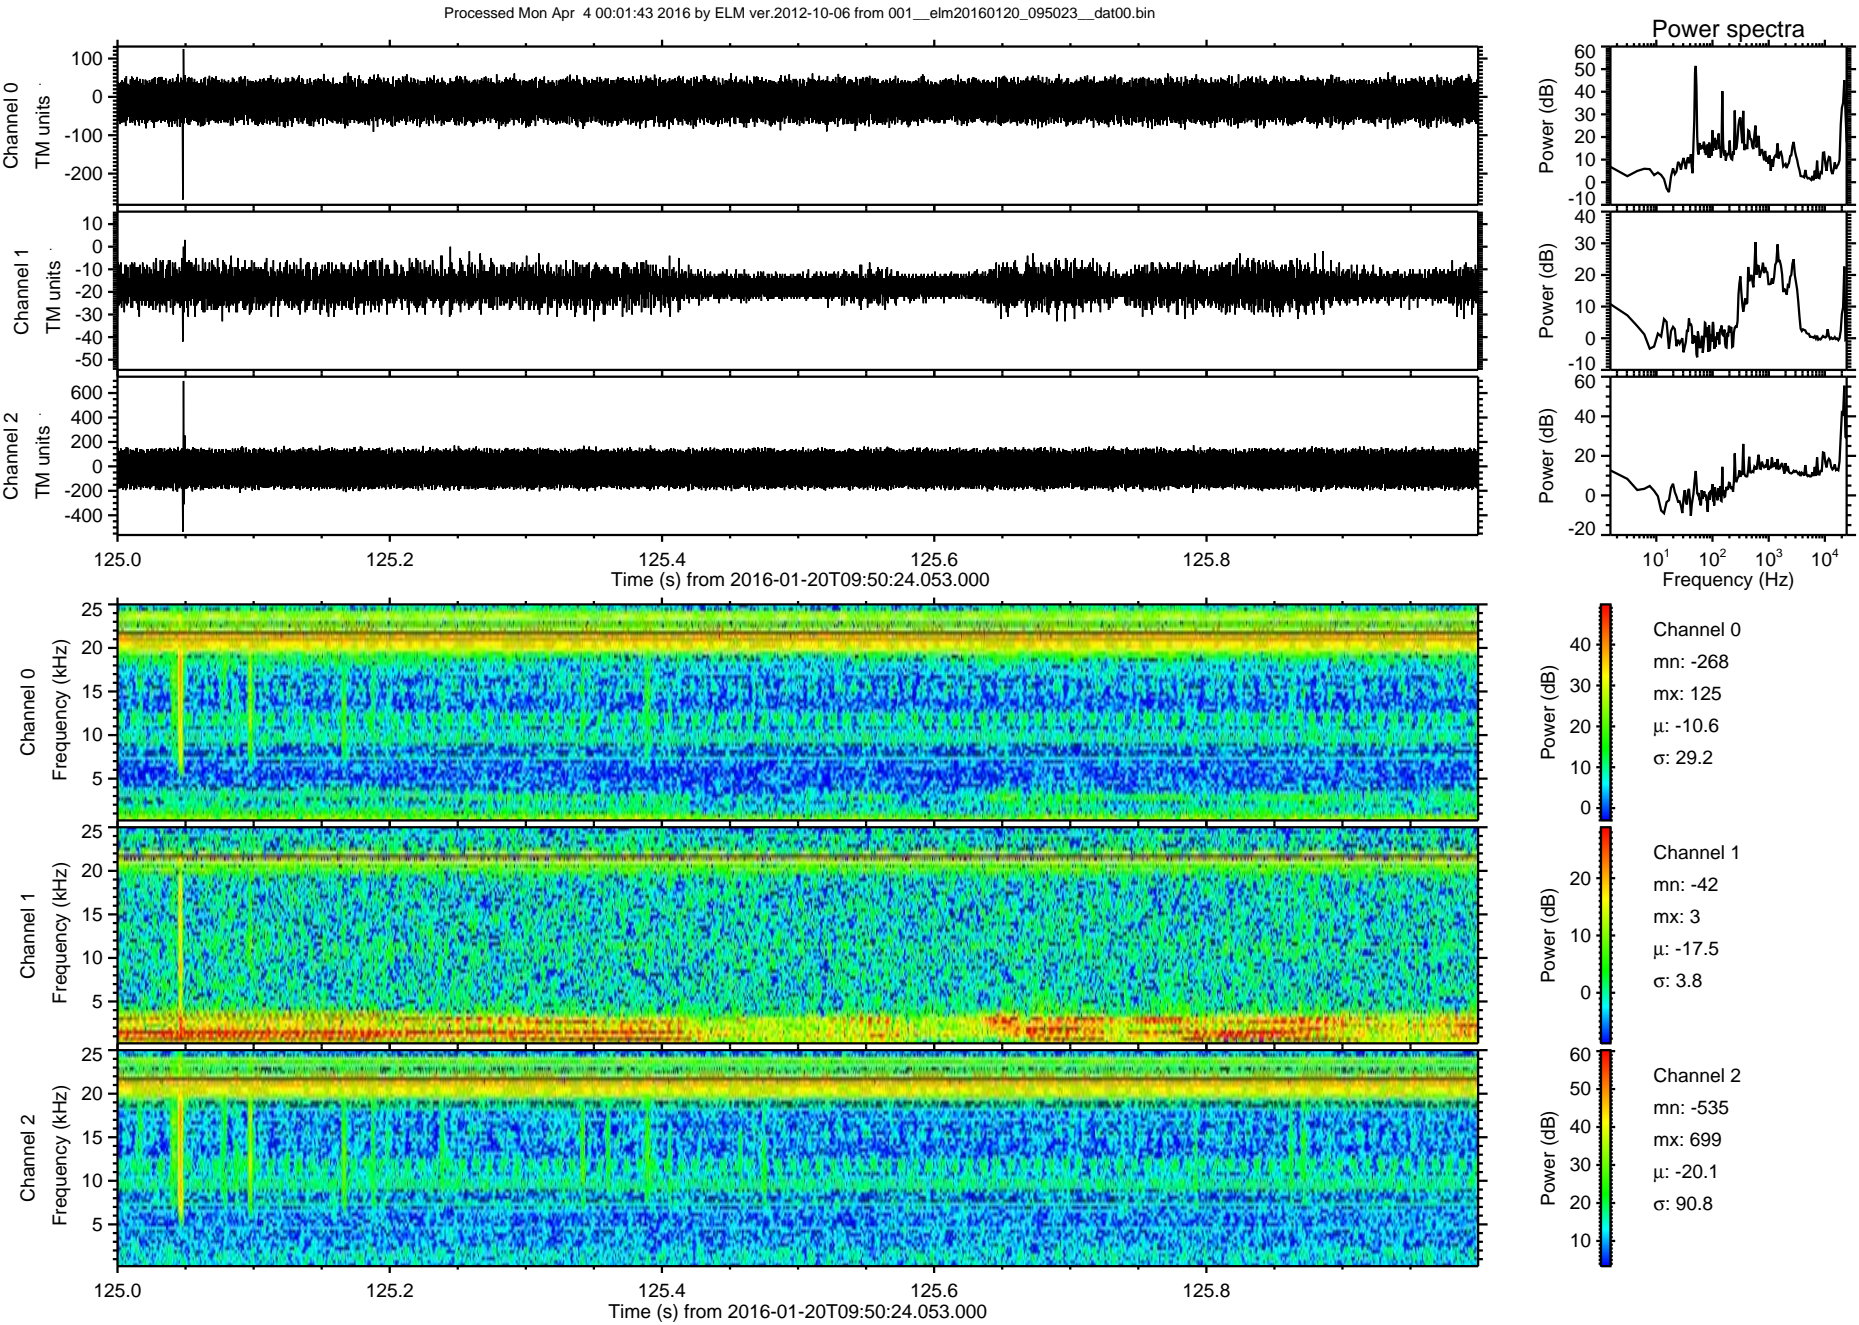 Processed Mon Apr  4 00:01:43 2016 by ELM ver.2012-10-06 from 001__elm20160120_095023__dat00.bin
Power spectra
Channel 0
TM units
100
0
-100
-200
Power (dB)
60
50
40
30
20
10
0
-10
Channel 1
TM units
10
0
-10
-20
-30
-40
-50
Power (dB)
40
30
20
10
0
-10
Channel 2
TM units
600
400
200
0
-200
-400
Power (dB)
60
40
20
0
-20
125.0 125.2 125.4 125.6 125.8
Time (s) from 2016-01-20T09:50:24.053.000
10^1 10^2 10^3 10^4
Frequency (Hz)
Channel 0
Frequency (kHz)
25
20
15
10
5
Power (dB)
40
30
20
10
0
Channel 0
mn: -268
mx: 125
μ: -10.6
σ: 29.2
Channel 1
Frequency (kHz)
25
20
15
10
5
Power (dB)
20
10
0
Channel 1
mn: -42
mx: 3
μ: -17.5
σ: 3.8
Channel 2
Frequency (kHz)
25
20
15
10
5
Power (dB)
60
50
40
30
20
10
Channel 2
mn: -535
mx: 699
μ: -20.1
σ: 90.8
125.0 125.2 125.4 125.6 125.8
Time (s) from 2016-01-20T09:50:24.053.000